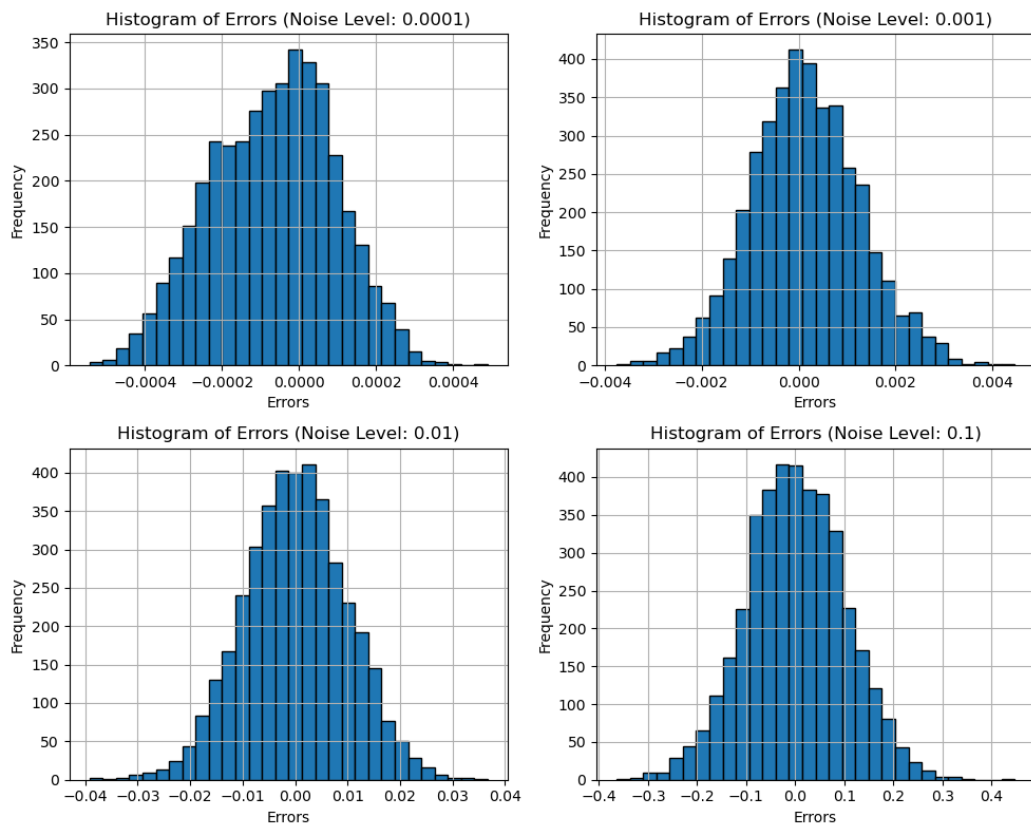 Histogram of Errors (Noise Level: 0.0001)
350
300
250
200
150
100
50
0
Frequency
−0.0004 −0.0002 0.0000 0.0002 0.0004
Errors
Histogram of Errors (Noise Level: 0.001)
400
350
300
250
200
150
100
50
0
Frequency
−0.004 −0.002 0.000 0.002 0.004
Errors
Histogram of Errors (Noise Level: 0.01)
400
350
300
250
200
150
100
50
0
Frequency
−0.04 −0.03 −0.02 −0.01 0.00 0.01 0.02 0.03 0.04
Errors
Histogram of Errors (Noise Level: 0.1)
400
350
300
250
200
150
100
50
0
Frequency
−0.4 −0.3 −0.2 −0.1 0.0 0.1 0.2 0.3 0.4
Errors